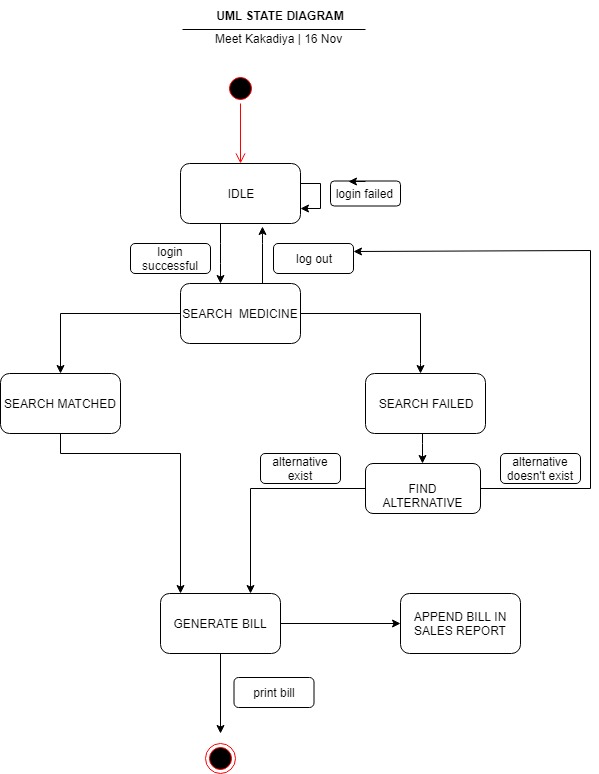 UML STATE DIAGRAM
Meet Kakadiya | 16 Nov
IDLE
login failed
login
successful
log out
SEARCH MEDICINE
SEARCH MATCHED
SEARCH FAILED
alternative
exist
alternative
doesn't exist
FIND
ALTERNATIVE
GENERATE BILL
APPEND BILL IN
SALES REPORT
print bill